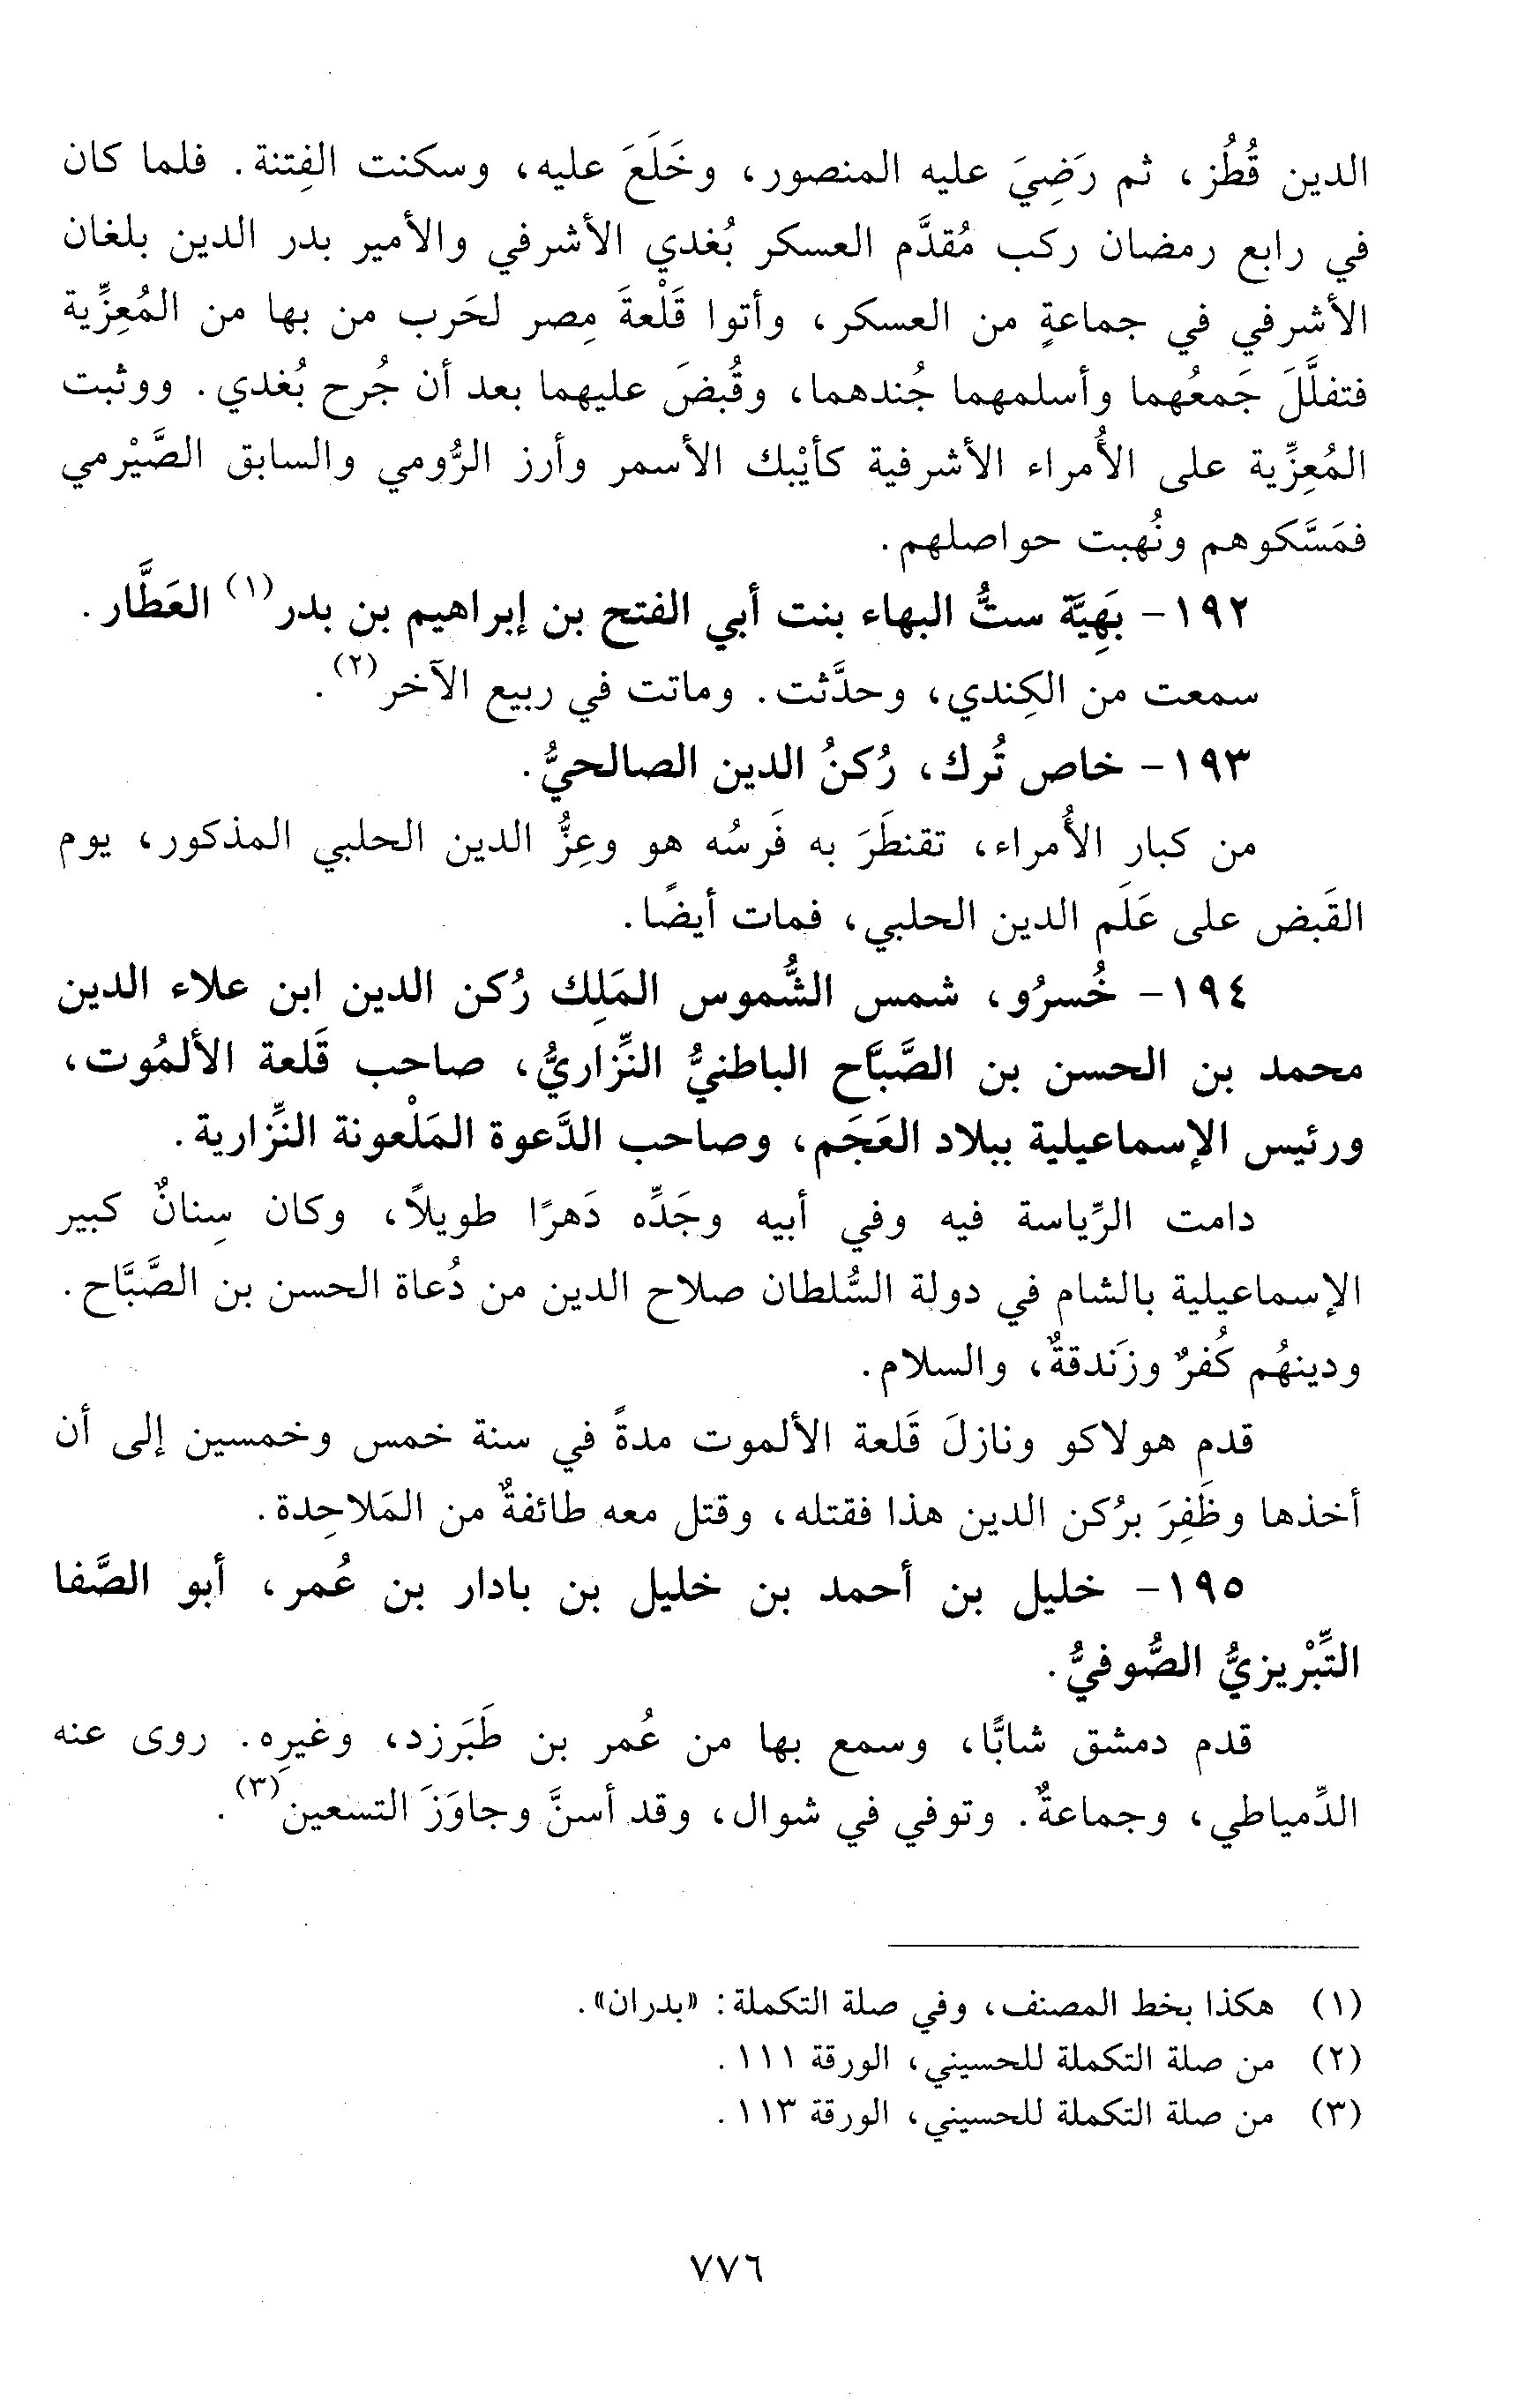 الدين قُطُز، ثم رَضِيَ عليه المنصور، وخَلَعَ عليه، وسكنت الفِتنة. فلما كان
في رابع رمضان ركب مُقدَّم العسكر بُغدي الأشرفي والأمير بدر الدين بلغان
الأشرفي في جماعةٍ من العسكر، وأتوا قَلْعةَ مِصر لحَرب من بها من المُعِزِّية
فتفلَّلَ جَمعُهما وأسلمهما جُندهما، وقُبضَ عليهما بعد أن جُرح بُغدي. ووثبت
المُعِزِّية على الأُمراء الأشرفية كأيْبك الأسمر وأرز الرُّومي والسابق الصَّيْرمي
فمَسَّكوهم ونُهبت حواصلهم.
١٩٢- بَهِيَّة ستُّ البهاء بنت أبي الفتح بن إبراهيم بن بدر(١) العَطَّار.
سمعت من الكِندي، وحدَّثت. وماتت في ربيع الآخر(٢).
١٩٣- خاص تُرك، رُكنُ الدين الصالحيُّ.
من كبار الأُمراء، تقنطَرَ به فَرسُه هو وعِزُّ الدين الحلبي المذكور، يوم
القَبض على عَلَم الدين الحلبي، فمات أيضًا.
١٩٤- خُسرُو، شمس الشُّموس المَلِك رُكن الدين ابن علاء الدين
محمد بن الحسن بن الصَّبَّاح الباطنيُّ النِّزاريُّ، صاحب قَلعة الألمُوت،
ورئيس الإسماعيلية ببلاد العَجَم، وصاحب الدَّعوة المَلْعونة النِّزارية.
دامت الرِّياسة فيه وفي أبيه وجَدِّه دَهرًا طويلاً، وكان سِنانٌ كبير
الإسماعيلية بالشام في دولة السُّلطان صلاح الدين من دُعاة الحسن بن الصَّبَّاح.
ودينهُم كُفرٌ وزَندقةٌ، والسلام.
قدم هولاكو ونازلَ قَلعة الألموت مدةً في سنة خمس وخمسين إلى أن
أخذها وظَفِرَ برُكن الدين هذا فقتله، وقتل معه طائفةٌ من المَلاحِدة.
١٩٥- خليل بن أحمد بن خليل بن بادار بن عُمر، أبو الصَّفا
التِّبْريزيُّ الصُّوفيُّ.
قدم دمشق شابًّا، وسمع بها من عُمر بن طَبَرزد، وغيرِه. روى عنه
الدِّمياطي، وجماعةٌ. وتوفي في شوال، وقد أسنَّ وجاوَزَ التسعين(٣).
(١) هكذا بخط المصنف، وفي صلة التكملة: «بدران».
(٢) من صلة التكملة للحسيني، الورقة ١١١.
(٣) من صلة التكملة للحسيني، الورقة ١١٣.
٧٧٦